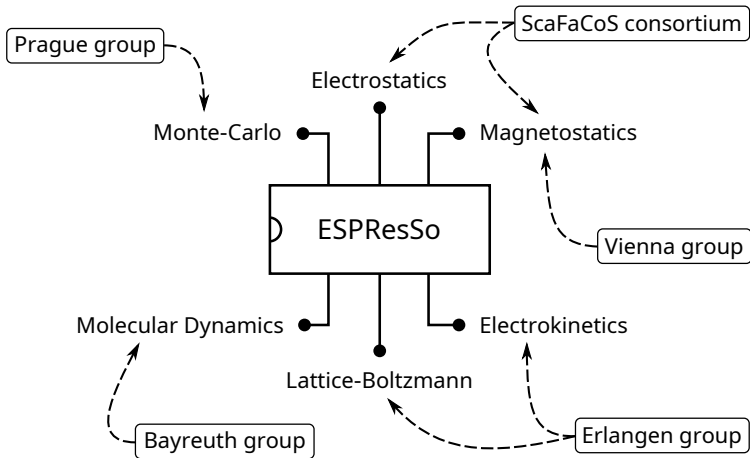 ScaFaCoS consortium
Prague group
Electrostatics
Monte-Carlo
Magnetostatics
ESPResSo
Vienna group
Molecular Dynamics
Electrokinetics
Lattice-Boltzmann
Bayreuth group
Erlangen group